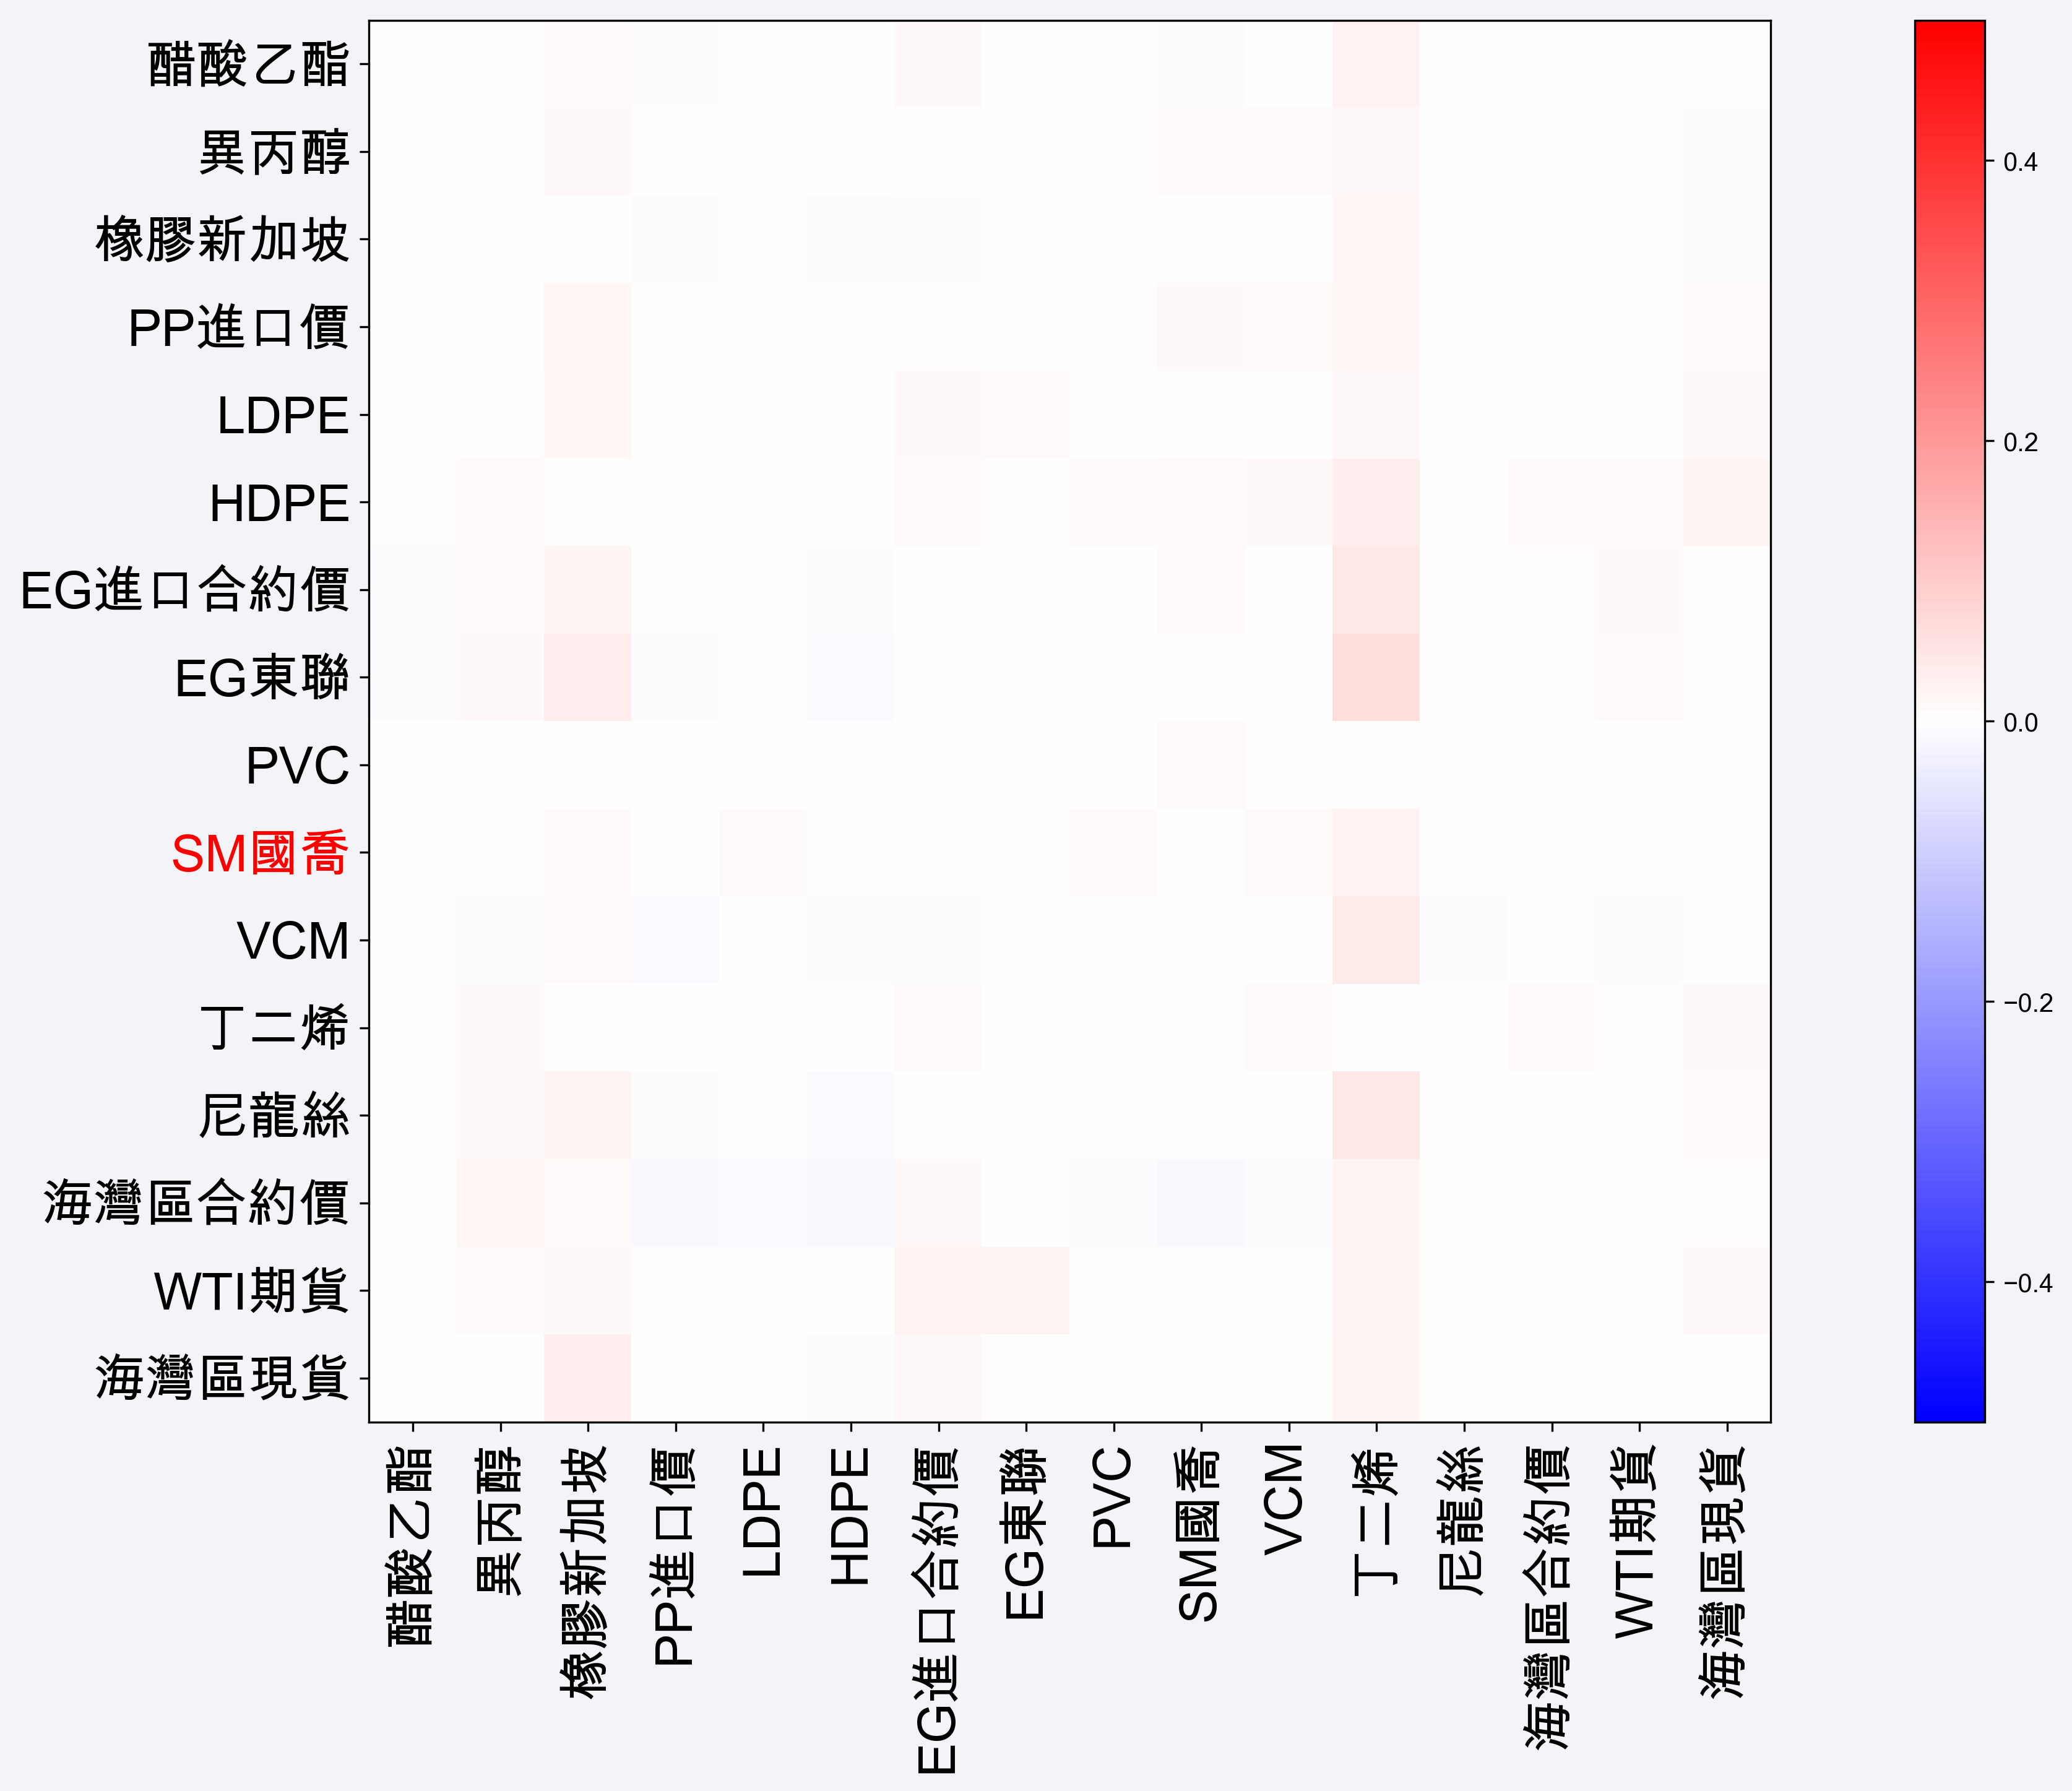 醋酸乙酯
異丙醇
橡膠新加坡
PP進口價
LDPE
HDPE
EG進口合約價
EG東聯
PVC
SM國喬
VCM
丁二烯
尼龍絲
海灣區合約價
WTI期貨
海灣區現貨
醋酸乙酯
異丙醇
橡膠新加坡
PP進口價
LDPE
HDPE
EG進口合約價
EG東聯
PVC
SM國喬
VCM
丁二烯
尼龍絲
海灣區合約價
WTI期貨
海灣區現貨
0.4
0.2
0.0
−0.2
−0.4